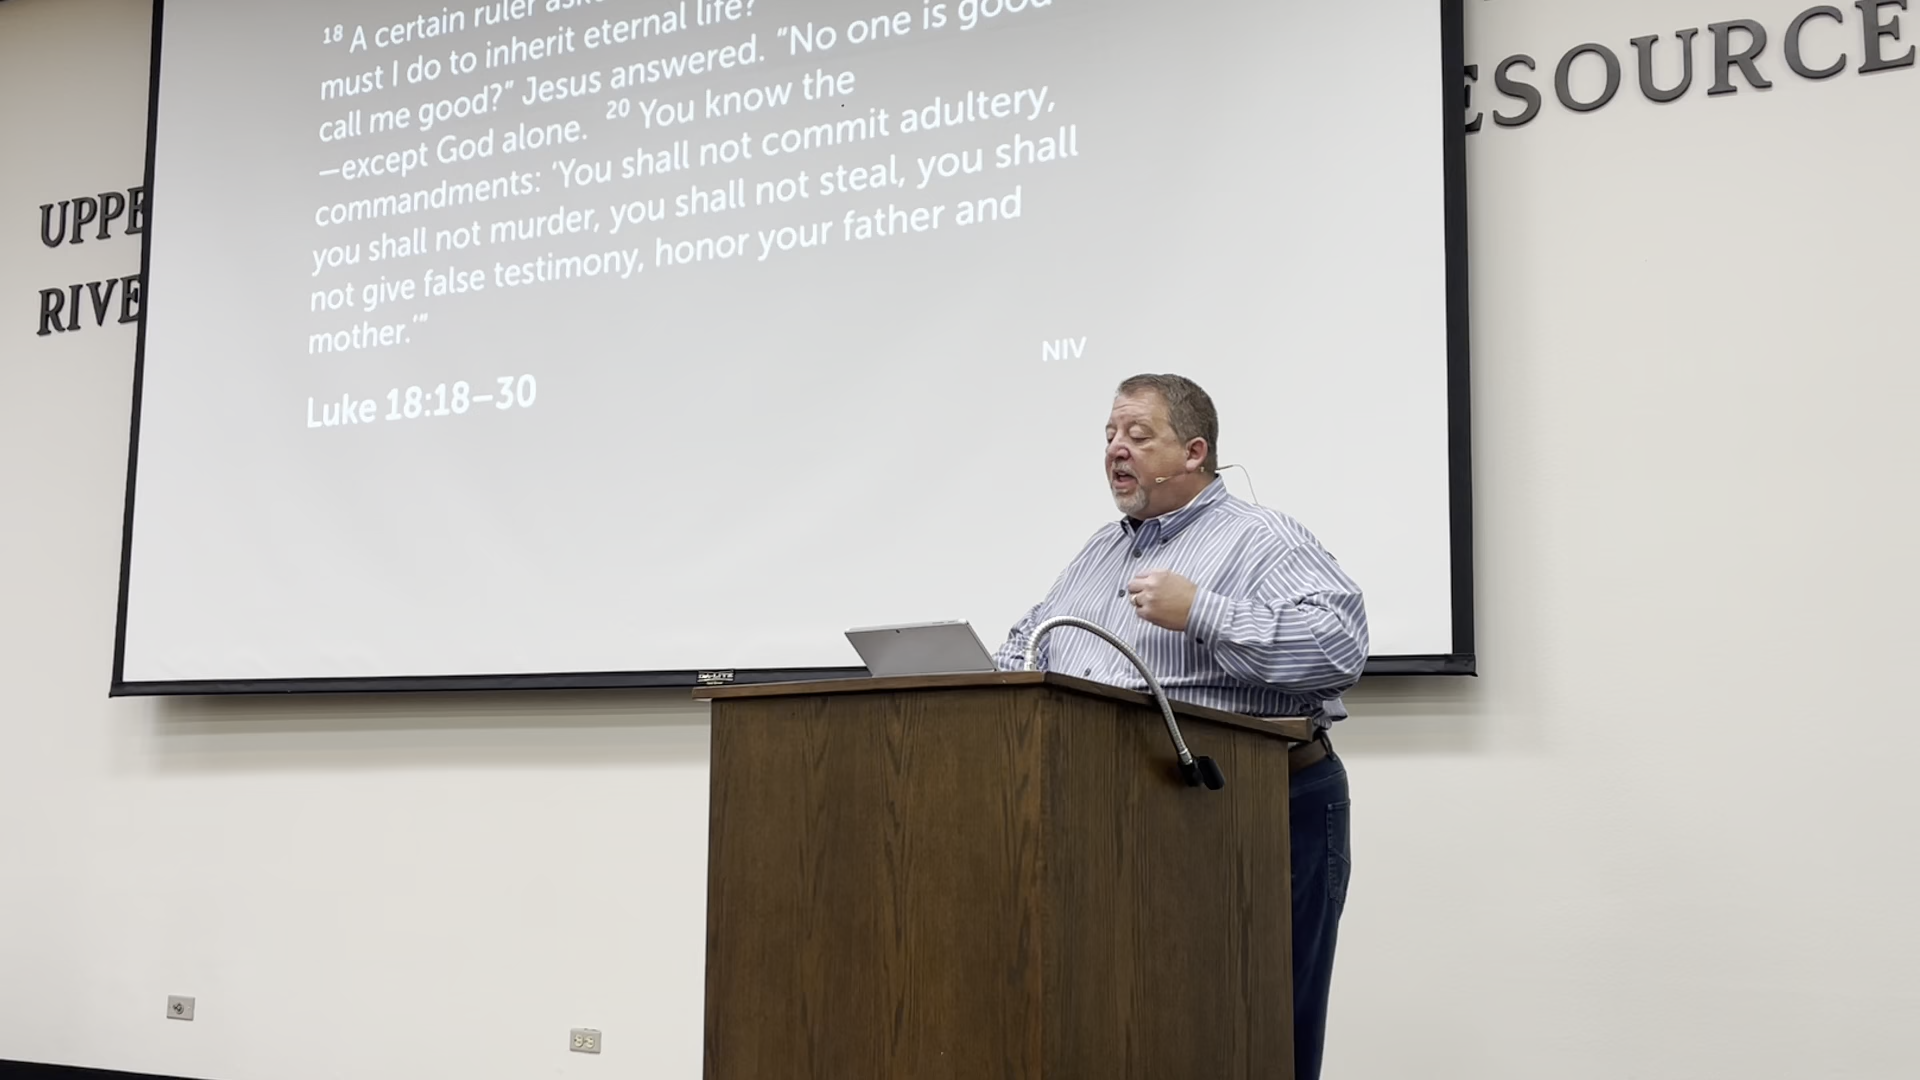 18 A certain ruler
must I do to inherit eternal life?
call me good?” Jesus answered. “No one is good
—except God alone. 20 You know the
commandments: ‘You shall not commit adultery,
you shall not murder, you shall not steal, you shall
not give false testimony, honor your father and
mother.’”
NIV
Luke 18:18–30
UPPE
RIVE
ESOURCE
DA-LITE